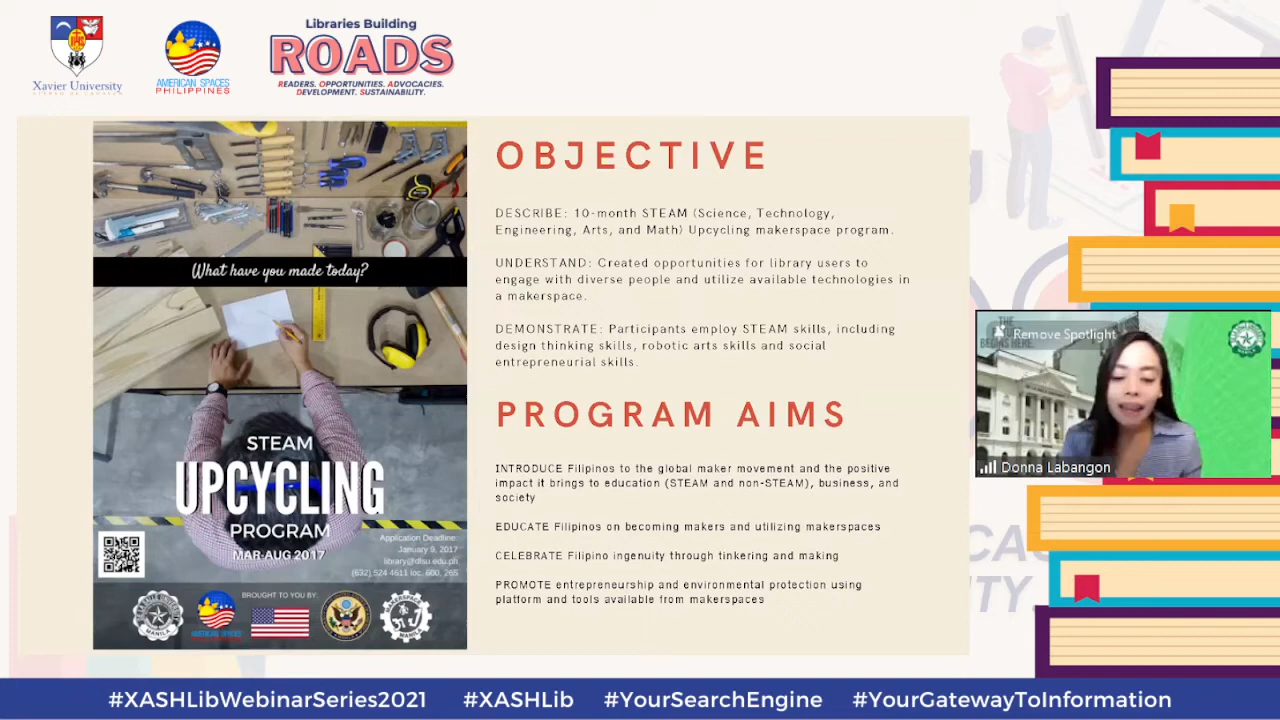 Xavier University
AMERICAN SPACES
PHILIPPINES
Libraries Building
ROADS
READERS. OPPORTUNITIES. ADVOCACIES.
DEVELOPMENT. SUSTAINABILITY.
What have you made today?
STEAM
UPCYCLING
PROGRAM
MAR-AUG 2017
Application Deadline:
January 9, 2017
library@dlsu.edu.ph
(632) 524 4611 loc. 600, 265
BROUGHT TO YOU BY:
AMERICAN SPACES
OBJECTIVE
DESCRIBE: 10-month STEAM (Science, Technology,
Engineering, Arts, and Math) Upcycling makerspace program.
UNDERSTAND: Created opportunities for library users to
engage with diverse people and utilize available technologies in
a makerspace.
DEMONSTRATE: Participants employ STEAM skills, including
design thinking skills, robotic arts skills and social
entrepreneurial skills.
PROGRAM AIMS
INTRODUCE Filipinos to the global maker movement and the positive
impact it brings to education (STEAM and non-STEAM), business, and
society
EDUCATE Filipinos on becoming makers and utilizing makerspaces
CELEBRATE Filipino ingenuity through tinkering and making
PROMOTE entrepreneurship and environmental protection using
platform and tools available from makerspaces
Remove Spotlight
BEGINS HERE.
Donna Labangon
#XASHLibWebinarSeries2021 #XASHLib #YourSearchEngine #YourGatewayToInformation